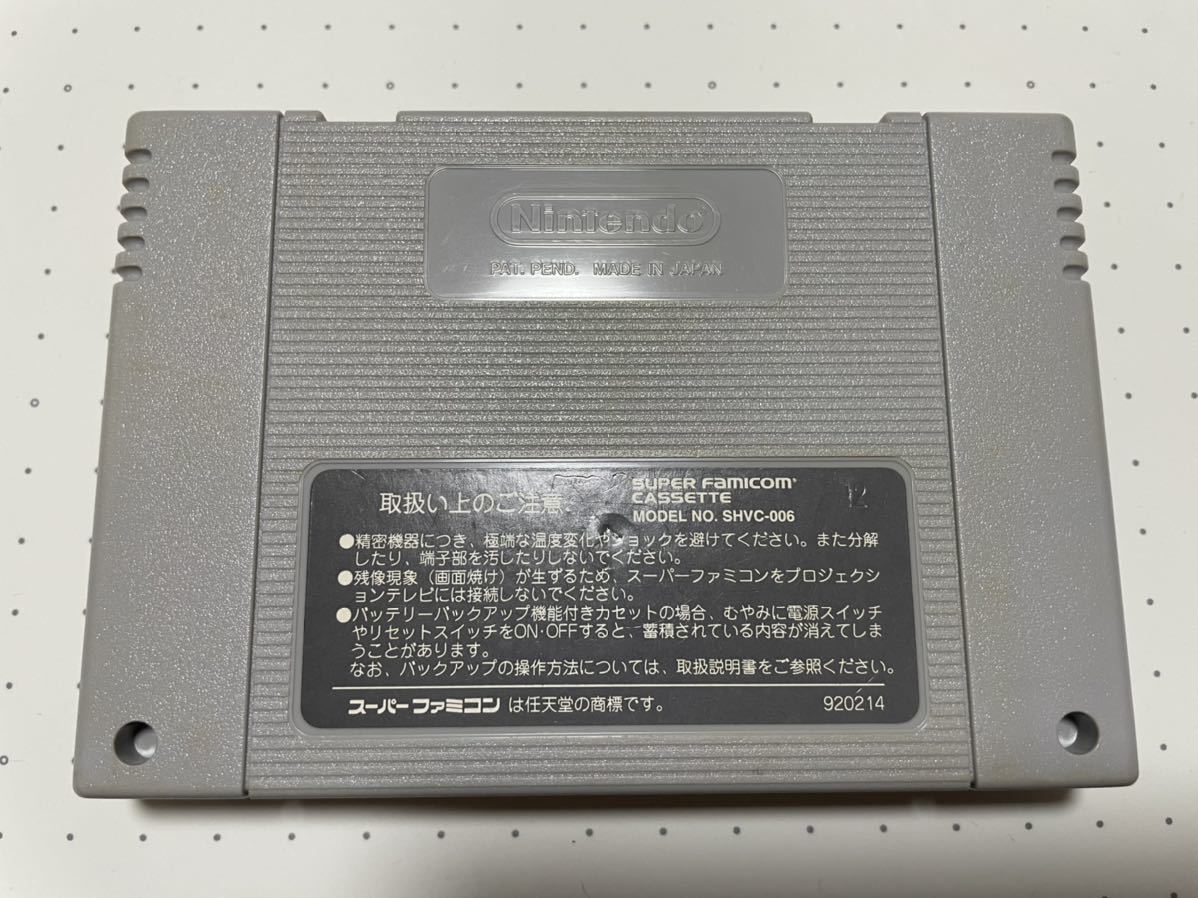 Nintendo®
PAT. PEND. MADE IN JAPAN
取扱い上のご注意
SUPER FAMICOM®
CASSETTE
MODEL NO. SHVC-006
12
●精密機器につき、極端な温度変化やショックを避けてください。また分解
したり、端子部を汚したりしないでください。
●残像現象（画面焼け）が生ずるため、スーパーファミコンをプロジェクシ
ョンテレビには接続しないでください。
●バッテリーバックアップ機能付きカセットの場合、むやみに電源スイッチ
やリセットスイッチをON·OFFすると、蓄積されている内容が消えてしま
うことがあります。
なお、バックアップの操作方法については、取扱説明書をご参照ください。
スーパーファミコン は任天堂の商標です。
920214